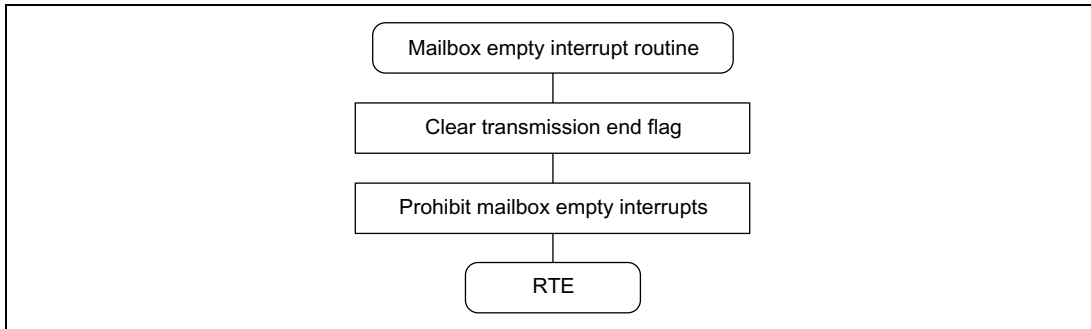 Mailbox empty interrupt routine
Clear transmission end flag
Prohibit mailbox empty interrupts
RTE